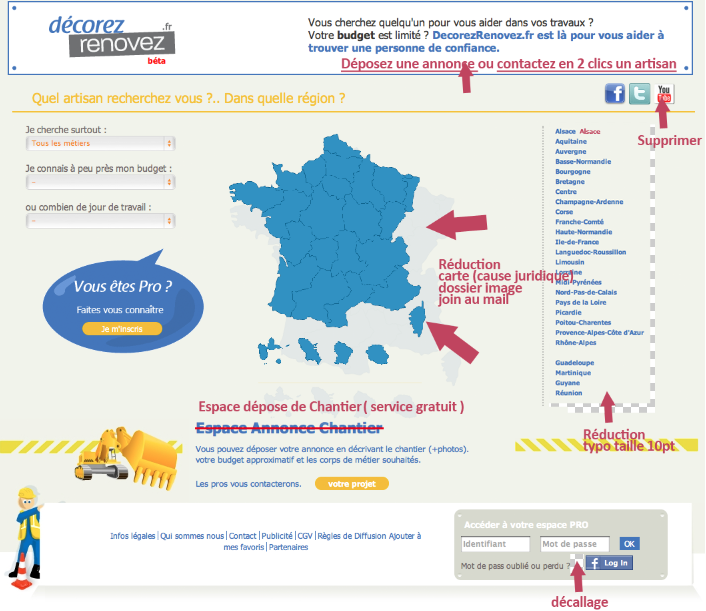 décorez
.fr
renovez
béta
Vous cherchez quelqu'un pour vous aider dans vos travaux ?
Votre budget est limité ? DecorezRenovez.fr est là pour vous aider à
trouver une personne de confiance.
Déposez une annonce ou contactez en 2 clics un artisan
Quel artisan recherchez vous ?.. Dans quelle région ?
You
Tube
Supprimer
Je cherche surtout :
Tous les métiers
Je connais à peu près mon budget :
--
ou combien de jour de travail :
--
Vous êtes Pro ?
Faites vous connaître
Je m'inscris
Réduction
carte (cause juridique)
dossier image
join au mail
Alsace Alsace
Aquitaine
Auvergne
Basse-Normandie
Bourgogne
Bretagne
Centre
Champagne-Ardenne
Corse
Franche-Comté
Haute-Normandie
Ile-de-France
Languedoc-Roussillon
Limousin
Lorraine
Midi-Pyrénées
Nord-Pas-de-Calais
Pays de la Loire
Picardie
Poitou-Charentes
Provence-Alpes-Côte d'Azur
Rhône-Alpes
Guadeloupe
Martinique
Guyane
Réunion
Réduction
typo taille 10pt
Espace dépose de Chantier( service gratuit )
Espace Annonce Chantier
Vous pouvez déposer votre annonce en décrivant le chantier (+photos).
votre budget approximatif et les corps de métier souhaités.
Les pros vous contacterons.
votre projet
Infos légales | Qui sommes nous | Contact | Publicité | CGV | Règles de Diffusion Ajouter à
mes favoris | Partenaires
Accéder à votre espace PRO
Identifiant
Mot de passe
OK
Mot de pass oublié ou perdu ?
f Log In
décallage